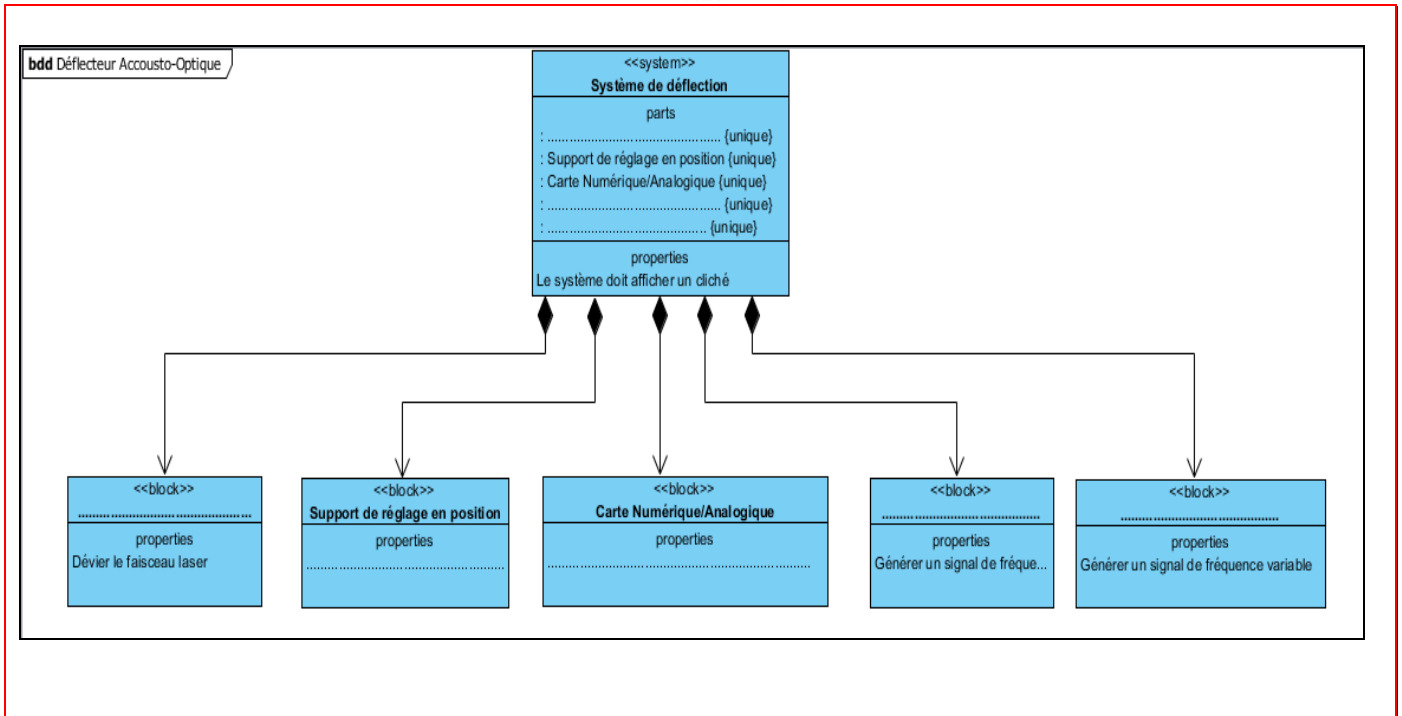 bdd Déflecteur Accousto-Optique
<<system>>
Système de déflection
parts
: ................................................ {unique}
: Support de réglage en position {unique}
: Carte Numérique/Analogique {unique}
: ................................................ {unique}
: ............................................ {unique}
properties
Le système doit afficher un cliché
<<block>>
................................................
properties
Dévier le faisceau laser
<<block>>
Support de réglage en position
properties
......................................................
<<block>>
Carte Numérique/Analogique
properties
........................................................................
<<block>>
............................................
properties
Générer un signal de fréque...
<<block>>
............................................
properties
Générer un signal de fréquence variable